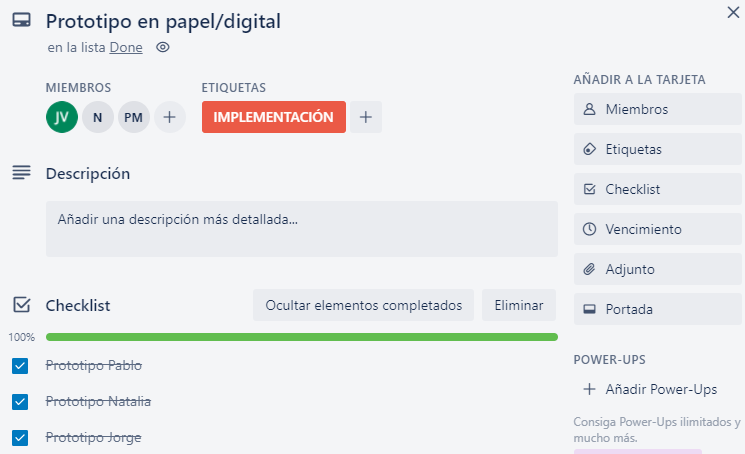 Prototipo en papel/digital
en la lista Done
MIEMBROS
ETIQUETAS
JV
N
PM
IMPLEMENTACIÓN
Descripción
Añadir una descripción más detallada...
Checklist
Ocultar elementos completados
Eliminar
100%
Prototipo Pablo
Prototipo Natalia
Prototipo Jorge
AÑADIR A LA TARJETA
Miembros
Etiquetas
Checklist
Vencimiento
Adjunto
Portada
POWER-UPS
Añadir Power-Ups
Consiga Power-Ups ilimitados y
mucho más.